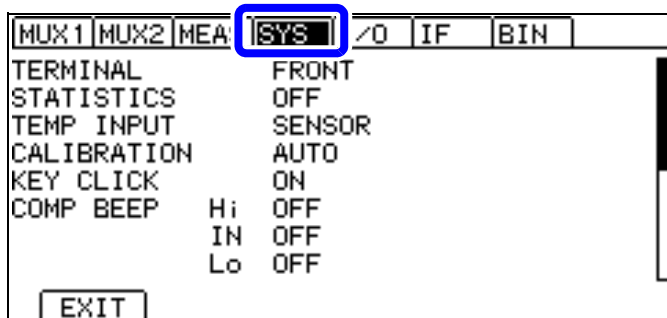 MUX1 MUX2 MEA SYS /O IF BIN
TERMINAL FRONT
STATISTICS OFF
TEMP INPUT SENSOR
CALIBRATION AUTO
KEY CLICK ON
COMP BEEP Hi OFF
IN OFF
Lo OFF
EXIT